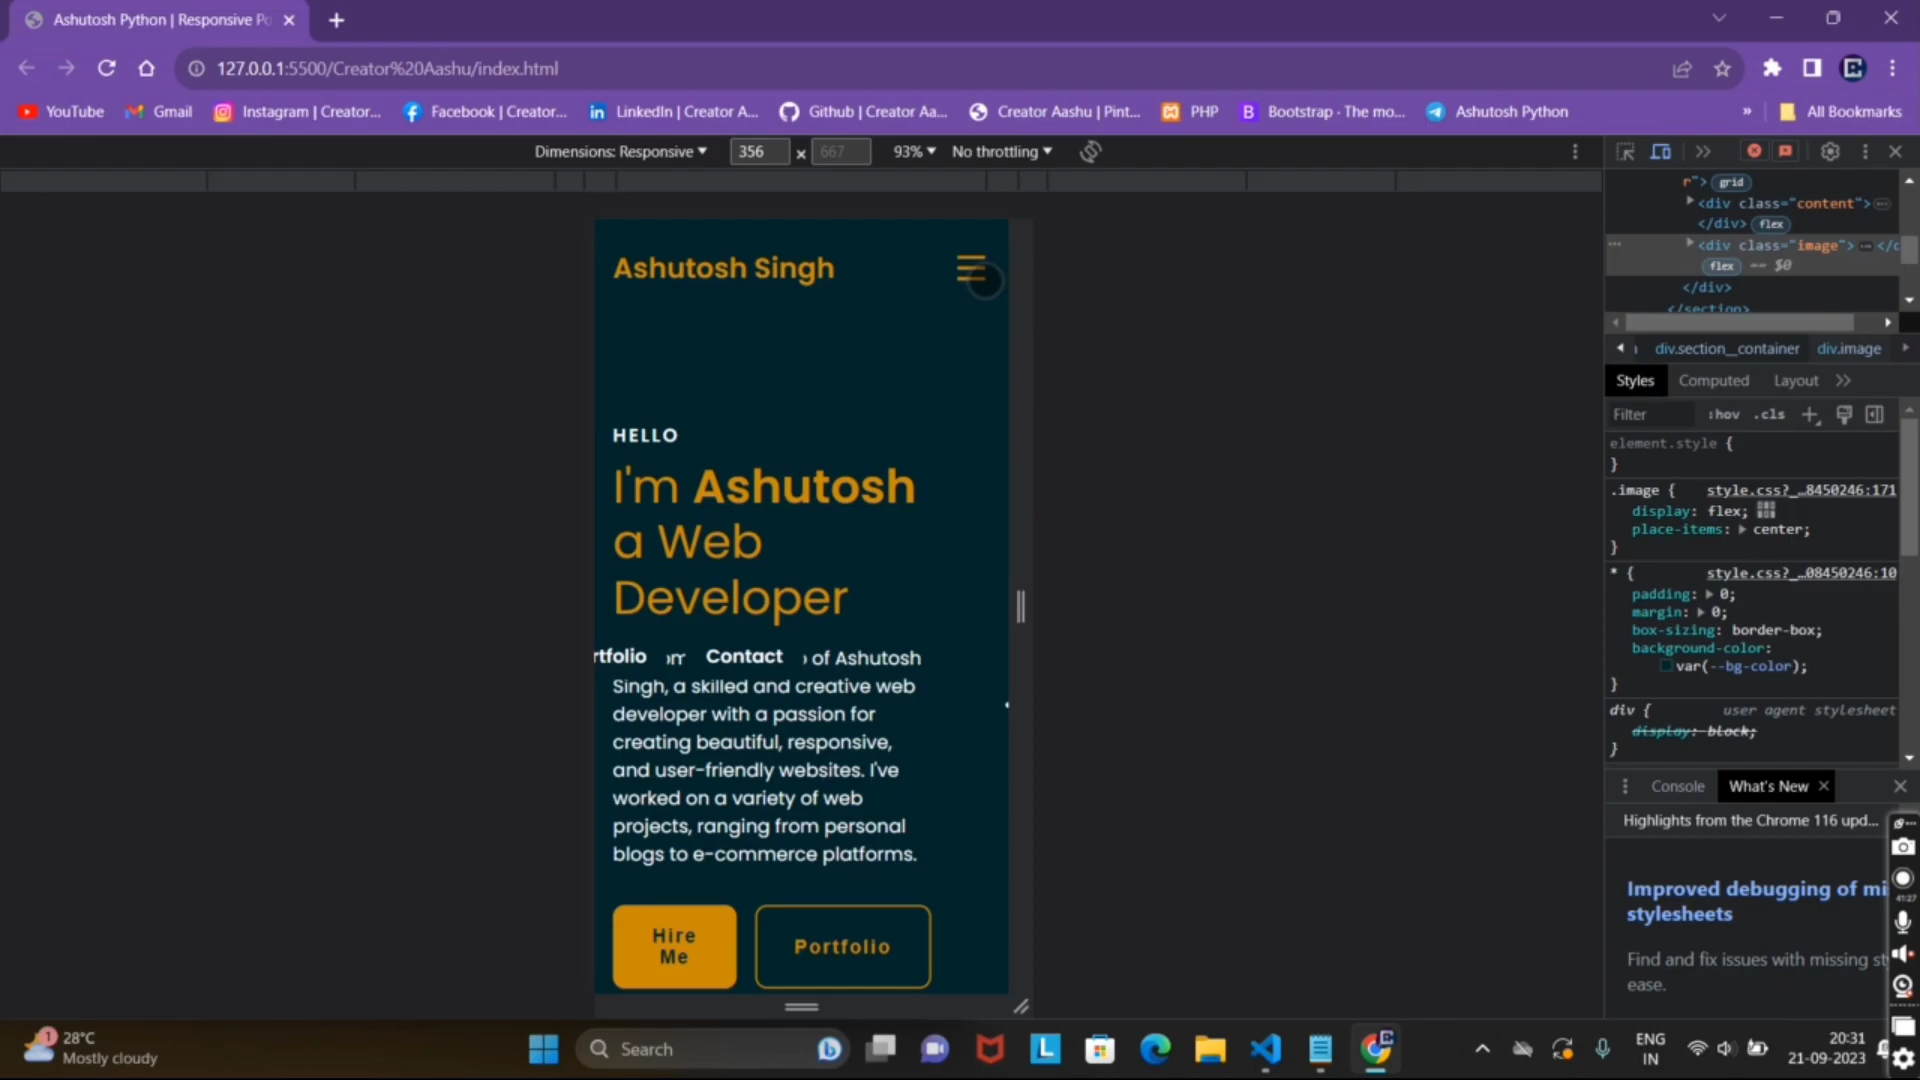 Ashutosh Python | Responsive Po
127.0.0.1:5500/Creator%20Aashu/index.html
YouTube Gmail Instagram | Creator... Facebook | Creator... LinkedIn | Creator A... Github | Creator Aa... Creator Aashu | Pint... PHP Bootstrap · The mo... Ashutosh Python » All Bookmarks
Dimensions: Responsive 356 x 667 93% No throttling
r"> grid
<div class="content">
</div> flex
<div class="image"> </
flex == $0
</div>
</section>
div.section__container div.image
Styles Computed Layout
Filter :hov .cls
element.style {
}
.image { style.css?_…8450246:171
display: flex;
place-items: center;
}
* { style.css?_…08450246:10
padding: 0;
margin: 0;
box-sizing: border-box;
background-color:
var(--bg-color);
}
div { user agent stylesheet
display: block;
}
Console What's New
Highlights from the Chrome 116 upd...
Improved debugging of mi
stylesheets
Find and fix issues with missing st
ease.
41:27
Ashutosh Singh
HELLO
I'm Ashutosh
a Web
Developer
rtfolio Contact of Ashutosh
Singh, a skilled and creative web
developer with a passion for
creating beautiful, responsive,
and user-friendly websites. I've
worked on a variety of web
projects, ranging from personal
blogs to e-commerce platforms.
Hire
Me
Portfolio
1
28°C
Mostly cloudy
Search
ENG
IN
20:31
21-09-2023